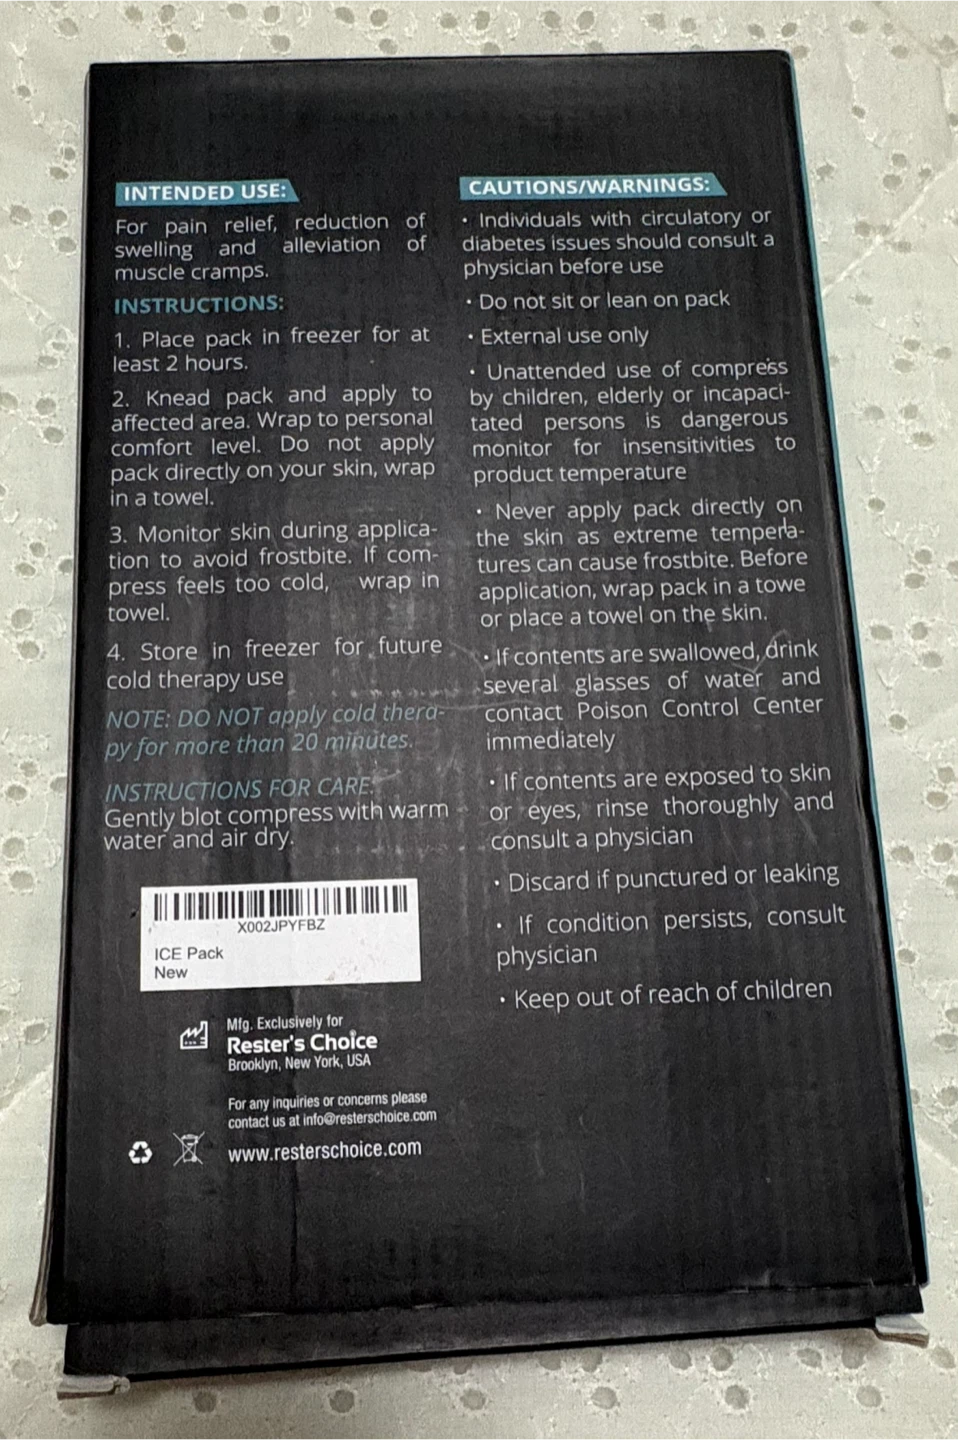 INTENDED USE:
For pain relief, reduction of
swelling and alleviation of
muscle cramps.
INSTRUCTIONS:
1. Place pack in freezer for at
least 2 hours.
2. Knead pack and apply to
affected area. Wrap to personal
comfort level. Do not apply
pack directly on your skin, wrap
in a towel.
3. Monitor skin during applica-
tion to avoid frostbite. If com-
press feels too cold, wrap in
towel.
4. Store in freezer for future
cold therapy use
NOTE: DO NOT apply cold thera-
py for more than 20 minutes.
INSTRUCTIONS FOR CARE:
Gently blot compress with warm
water and air dry.
X002JPYFBZ
ICE Pack
New
Mfg. Exclusively for
Rester's Choice
Brooklyn, New York, USA
For any inquiries or concerns please
contact us at info@resterschoice.com
www.resterschoice.com
CAUTIONS/WARNINGS:
• Individuals with circulatory or
diabetes issues should consult a
physician before use
• Do not sit or lean on pack
• External use only
• Unattended use of compress
by children, elderly or incapaci-
tated persons is dangerous
monitor for insensitivities to
product temperature
• Never apply pack directly on
the skin as extreme tempera-
tures can cause frostbite. Before
application, wrap pack in a towe
or place a towel on the skin.
• If contents are swallowed, drink
several glasses of water and
contact Poison Control Center
immediately
• If contents are exposed to skin
or eyes, rinse thoroughly and
consult a physician
• Discard if punctured or leaking
• If condition persists, consult
physician
• Keep out of reach of children